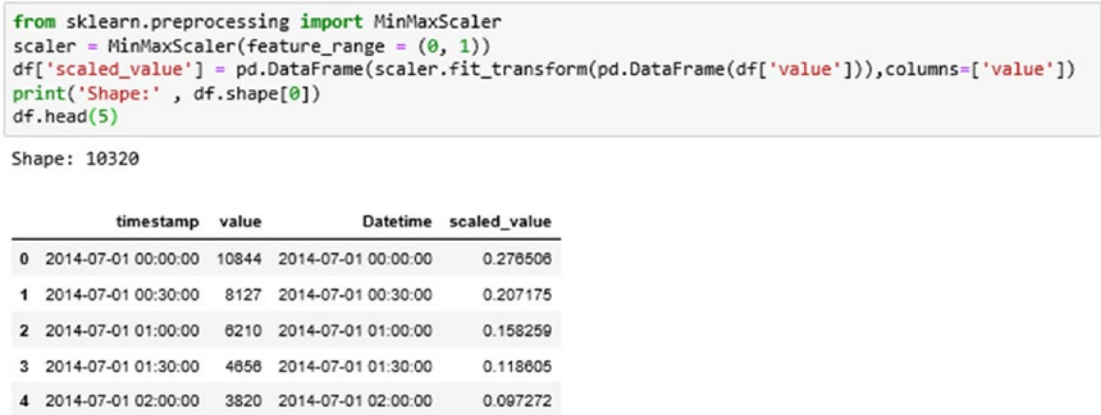 from sklearn.preprocessing import MinMaxScaler
scaler = MinMaxScaler(feature_range = (0, 1))
df['scaled_value'] = pd.DataFrame(scaler.fit_transform(pd.DataFrame(df['value'])),columns=['value'])
print('Shape:' , df.shape[0])
df.head(5)
Shape: 10320
timestamp value Datetime scaled_value
0 2014-07-01 00:00:00 10844 2014-07-01 00:00:00 0.276506
1 2014-07-01 00:30:00 8127 2014-07-01 00:30:00 0.207175
2 2014-07-01 01:00:00 6210 2014-07-01 01:00:00 0.158259
3 2014-07-01 01:30:00 4656 2014-07-01 01:30:00 0.118605
4 2014-07-01 02:00:00 3820 2014-07-01 02:00:00 0.097272